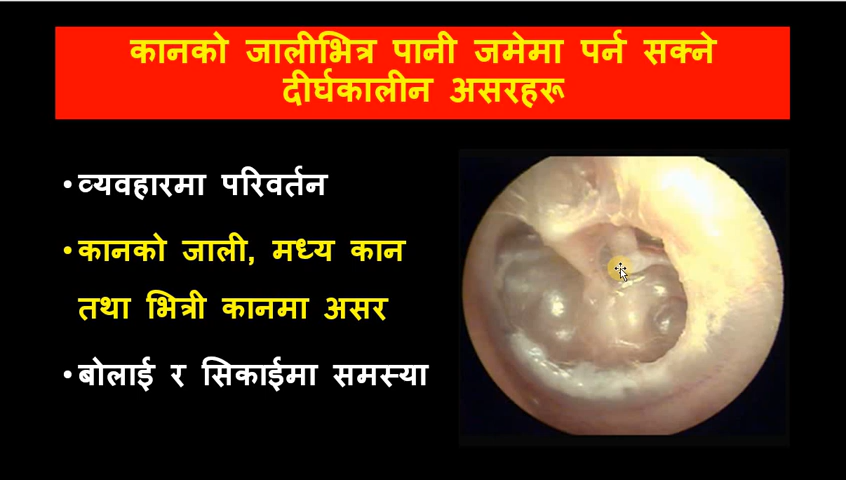 कानको जालीभित्र पानी जमेमा पर्न सक्ने
दीर्घकालीन असरहरू
•व्यवहारमा परिवर्तन
•कानको जाली, मध्य कान
तथा भित्री कानमा असर
•बोलाई र सिकाईमा समस्या